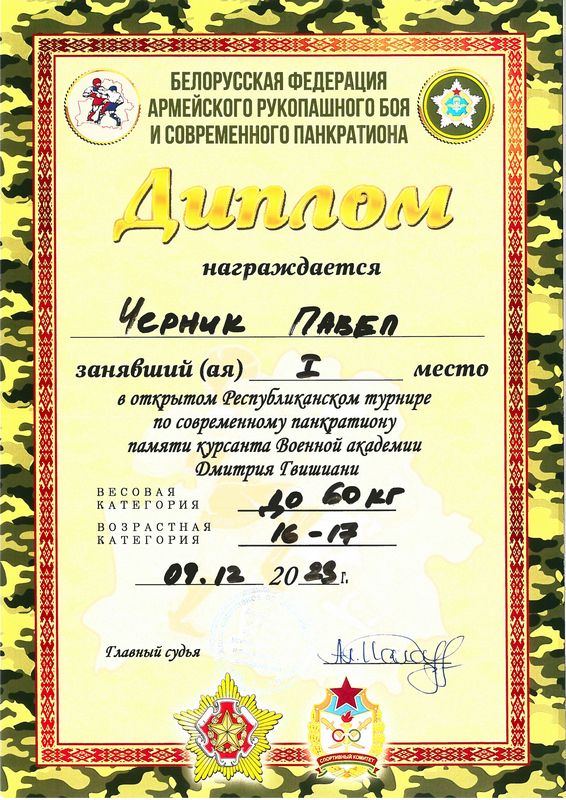 БЕЛОРУССКАЯ ФЕДЕРАЦИЯ
АРМЕЙСКОГО РУКОПАШНОГО БОЯ
И СОВРЕМЕННОГО ПАНКРАТИОНА
Диплом
награждается
Черник Павел
занявший (ая) I место
в открытом Республиканском турнире
по современному панкратиону
памяти курсанта Военной академии
Дмитрия Гвишиани
ВЕСОВАЯ
КАТЕГОРИЯ до 60 кг
ВОЗРАСТНАЯ
КАТЕГОРИЯ 16-17
09.12 2023 г.
Главный судья
СПОРТИВНЫЙ КОМИТЕТ